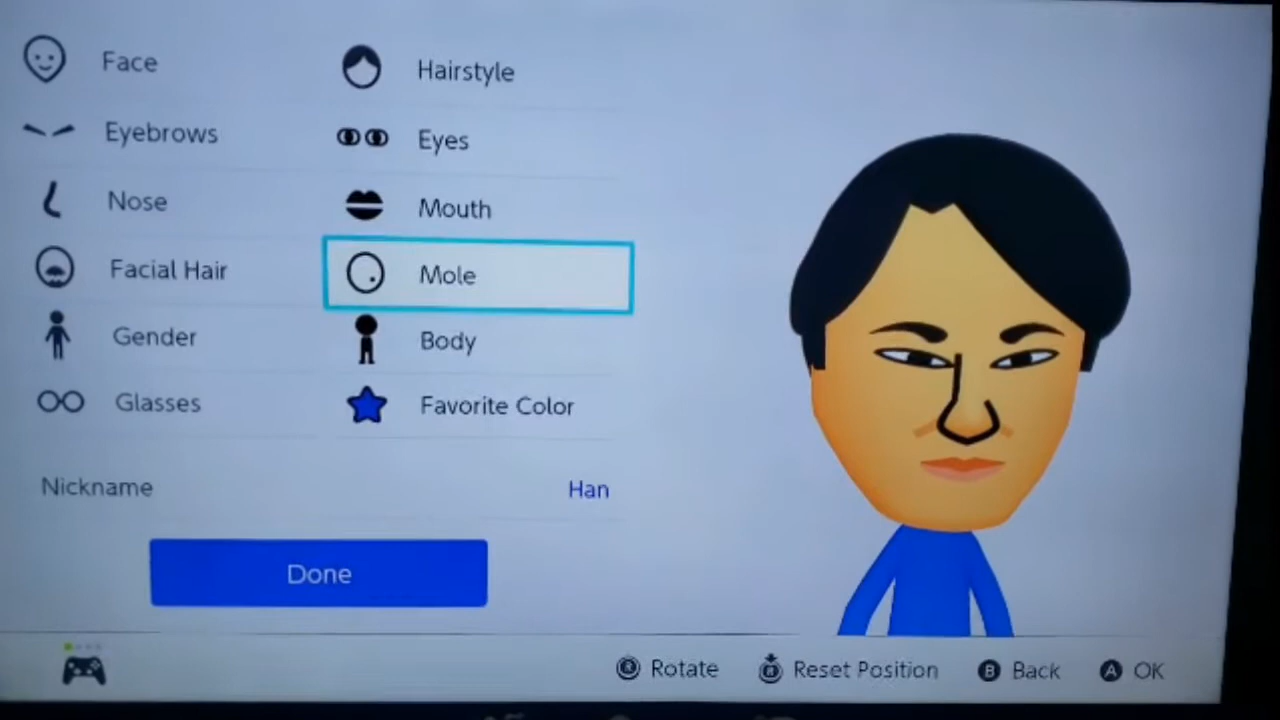 Face
Hairstyle
Eyebrows
Eyes
Nose
Mouth
Facial Hair
Mole
Gender
Body
Glasses
Favorite Color
Nickname
Han
Done
R Rotate
Reset Position
B Back
A OK